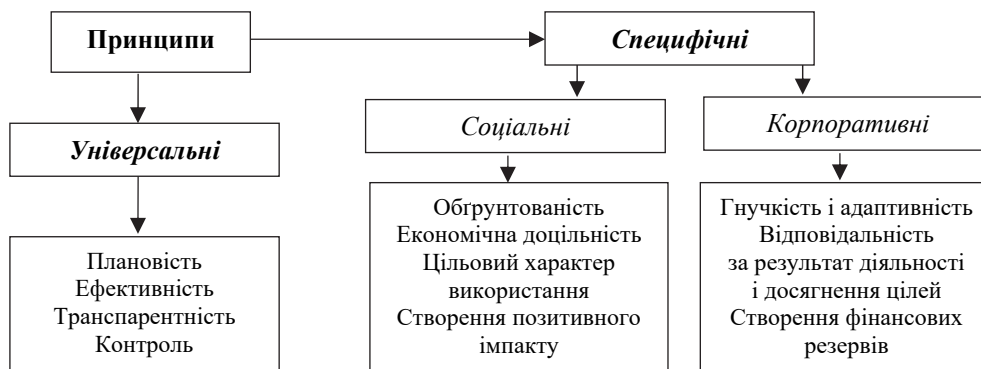 Принципи
Специфічні
Універсальні
Соціальні
Корпоративні
Плановість
Ефективність
Транспарентність
Контроль
Обґрунтованість
Економічна доцільність
Цільовий характер
використання
Створення позитивного
імпакту
Гнучкість і адаптивність
Відповідальність
за результат діяльності
і досягнення цілей
Створення фінансових
резервів